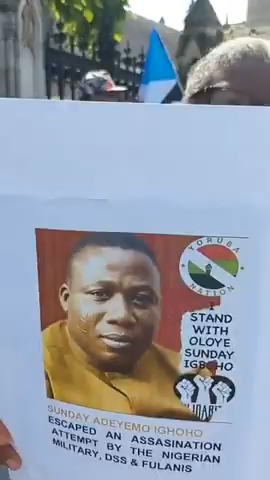 YORUBA
NATION
I
STAND
WITH
OLOYE
SUNDAY
IGBOHO
SUNDAY ADEYEMO IGHOHO
ESCAPED AN ASSASINATION
ATTEMPT BY THE NIGERIAN
MILITARY, DSS & FULANIS